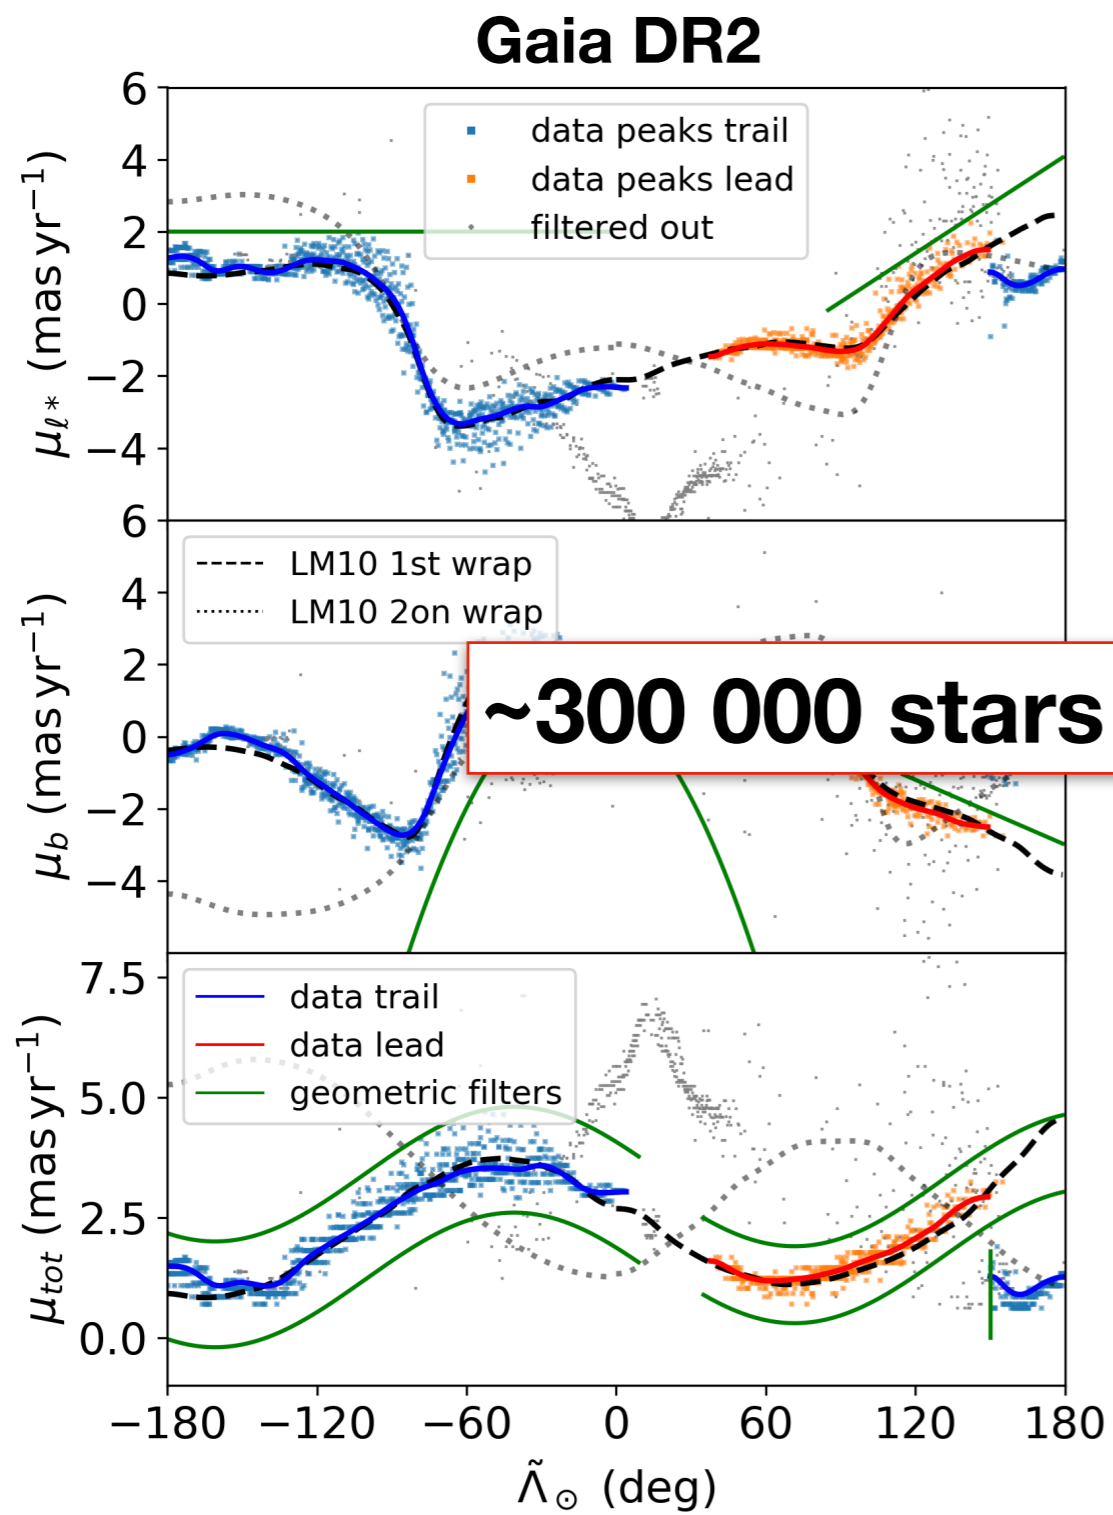 Gaia DR2
6
4
2
0
−2
−4
μℓ* (mas yr⁻¹)
data peaks trail
data peaks lead
filtered out
6
4
2
0
−2
−4
μb (mas yr⁻¹)
LM10 1st wrap
LM10 2on wrap
~300 000 stars
7.5
5.0
2.5
0.0
μtot (mas yr⁻¹)
data trail
data lead
geometric filters
−180 −120 −60 0 60 120 180
Λ̃⊙ (deg)